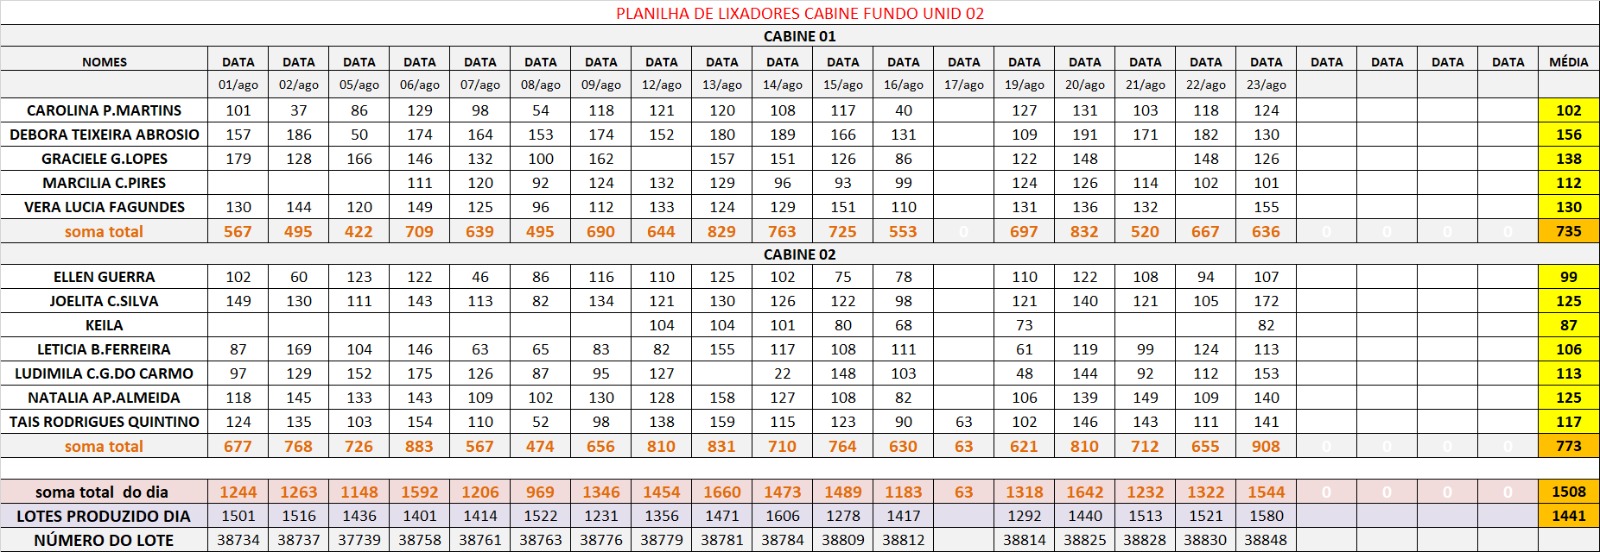 PLANILHA DE LIXADORES CABINE FUNDO UNID 02
CABINE 01
NOMES DATA DATA DATA DATA DATA DATA DATA DATA DATA DATA DATA DATA DATA DATA DATA DATA DATA DATA DATA DATA DATA DATA MÉDIA
01/ago 02/ago 05/ago 06/ago 07/ago 08/ago 09/ago 12/ago 13/ago 14/ago 15/ago 16/ago 17/ago 19/ago 20/ago 21/ago 22/ago 23/ago
CAROLINA P.MARTINS 101 37 86 129 98 54 118 121 120 108 117 40 127 131 103 118 124 102
DEBORA TEIXEIRA ABROSIO 157 186 50 174 164 153 174 152 180 189 166 131 109 191 171 182 130 156
GRACIELE G.LOPES 179 128 166 146 132 100 162 157 151 126 86 122 148 148 126 138
MARCILIA C.PIRES 111 120 92 124 132 129 96 93 99 124 126 114 102 101 112
VERA LUCIA FAGUNDES 130 144 120 149 125 96 112 133 124 129 151 110 131 136 132 155 130
soma total 567 495 422 709 639 495 690 644 829 763 725 553 0 697 832 520 667 636 0 0 0 0 735
CABINE 02
ELLEN GUERRA 102 60 123 122 46 86 116 110 125 102 75 78 110 122 108 94 107 99
JOELITA C.SILVA 149 130 111 143 113 82 134 121 130 126 122 98 121 140 121 105 172 125
KEILA 104 104 101 80 68 73 82 87
LETICIA B.FERREIRA 87 169 104 146 63 65 83 82 155 117 108 111 61 119 99 124 113 106
LUDIMILA C.G.DO CARMO 97 129 152 175 126 87 95 127 22 148 103 48 144 92 112 153 113
NATALIA AP.ALMEIDA 118 145 133 143 109 102 130 128 158 127 108 82 106 139 149 109 140 125
TAIS RODRIGUES QUINTINO 124 135 103 154 110 52 98 138 159 115 123 90 63 102 146 143 111 141 117
soma total 677 768 726 883 567 474 656 810 831 710 764 630 63 621 810 712 655 908 0 0 0 0 773
soma total do dia 1244 1263 1148 1592 1206 969 1346 1454 1660 1473 1489 1183 63 1318 1642 1232 1322 1544 0 0 0 0 1508
LOTES PRODUZIDO DIA 1501 1516 1436 1401 1414 1522 1231 1356 1471 1606 1278 1417 1292 1440 1513 1521 1580 1441
NÚMERO DO LOTE 38734 38737 37739 38758 38761 38763 38776 38779 38781 38784 38809 38812 38814 38825 38828 38830 38848